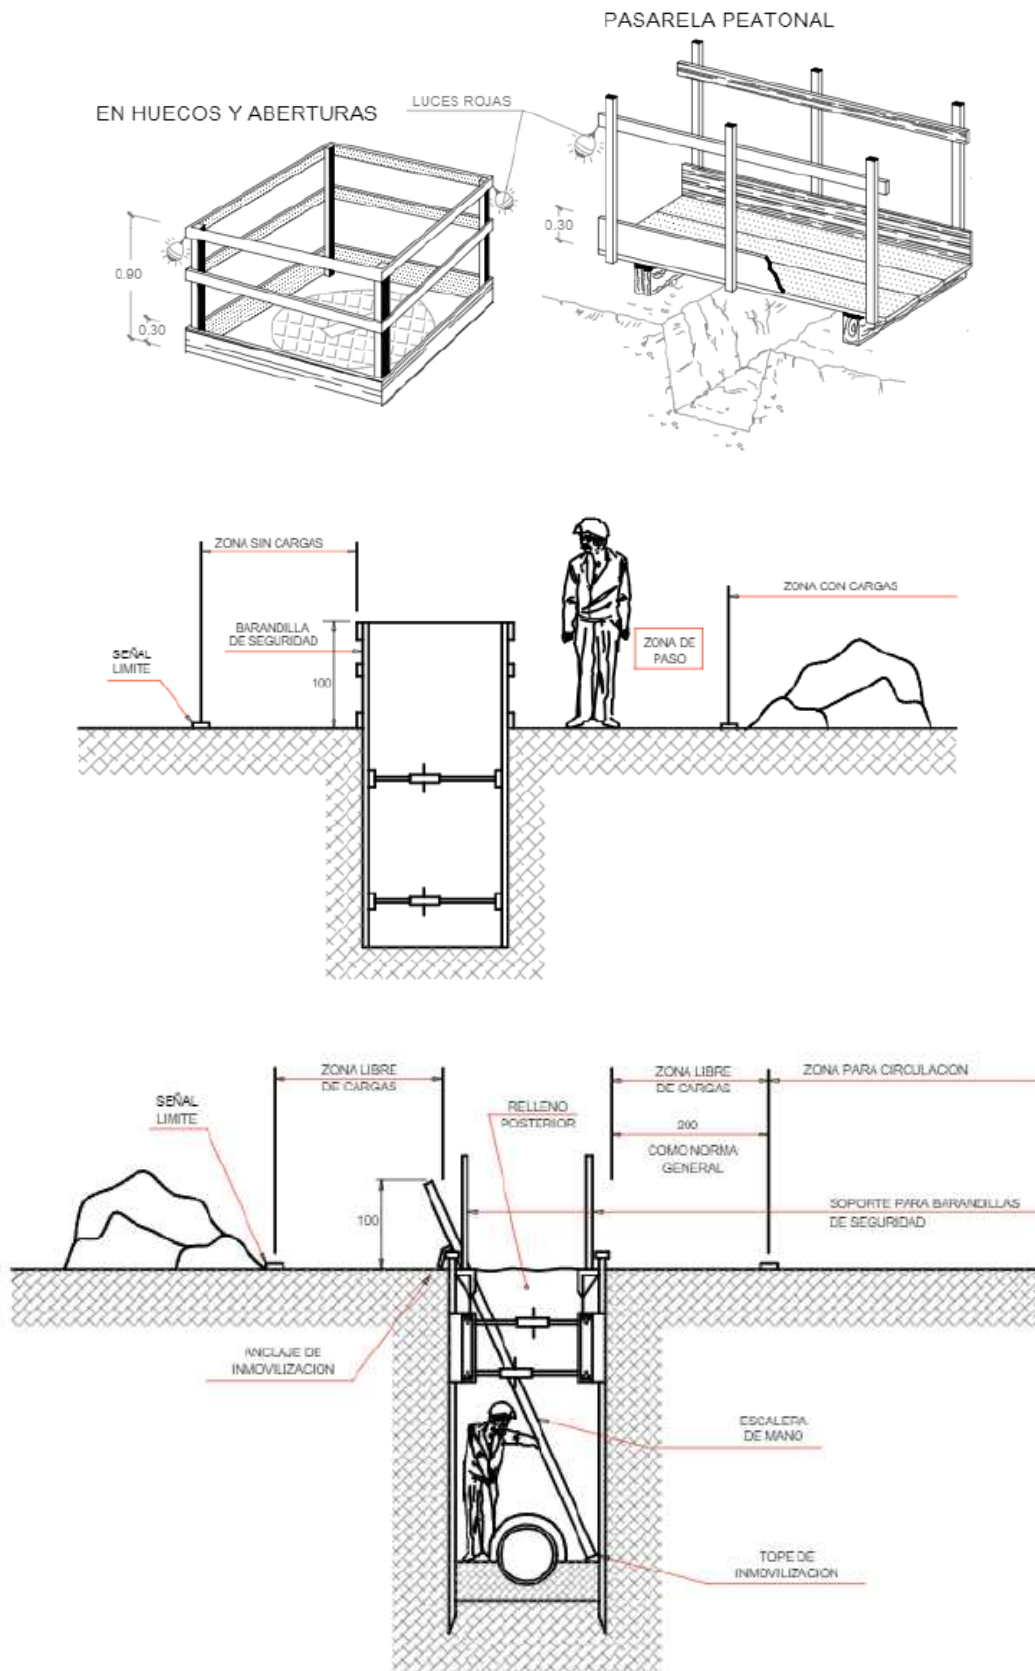 PASARELA PEATONAL
EN HUECOS Y ABERTURAS
LUCES ROJAS
0.90
0.30
0.30
ZONA SIN CARGAS
ZONA CON CARGAS
BARANDILLA
DE SEGURIDAD
SEÑAL
LIMITE
100
ZONA DE
PASO
ZONA LIBRE
DE CARGAS
ZONA LIBRE
DE CARGAS
ZONA PARA CIRCULACION
SEÑAL
LIMITE
RELLENO
POSTERIOR
200
COMO NORMA
GENERAL
100
SOPORTE PARA BARANDILLAS
DE SEGURIDAD
ANCLAJE DE
INMOVILIZACION
ESCALERA
DE MANO
TOPE DE
INMOVILIZACION